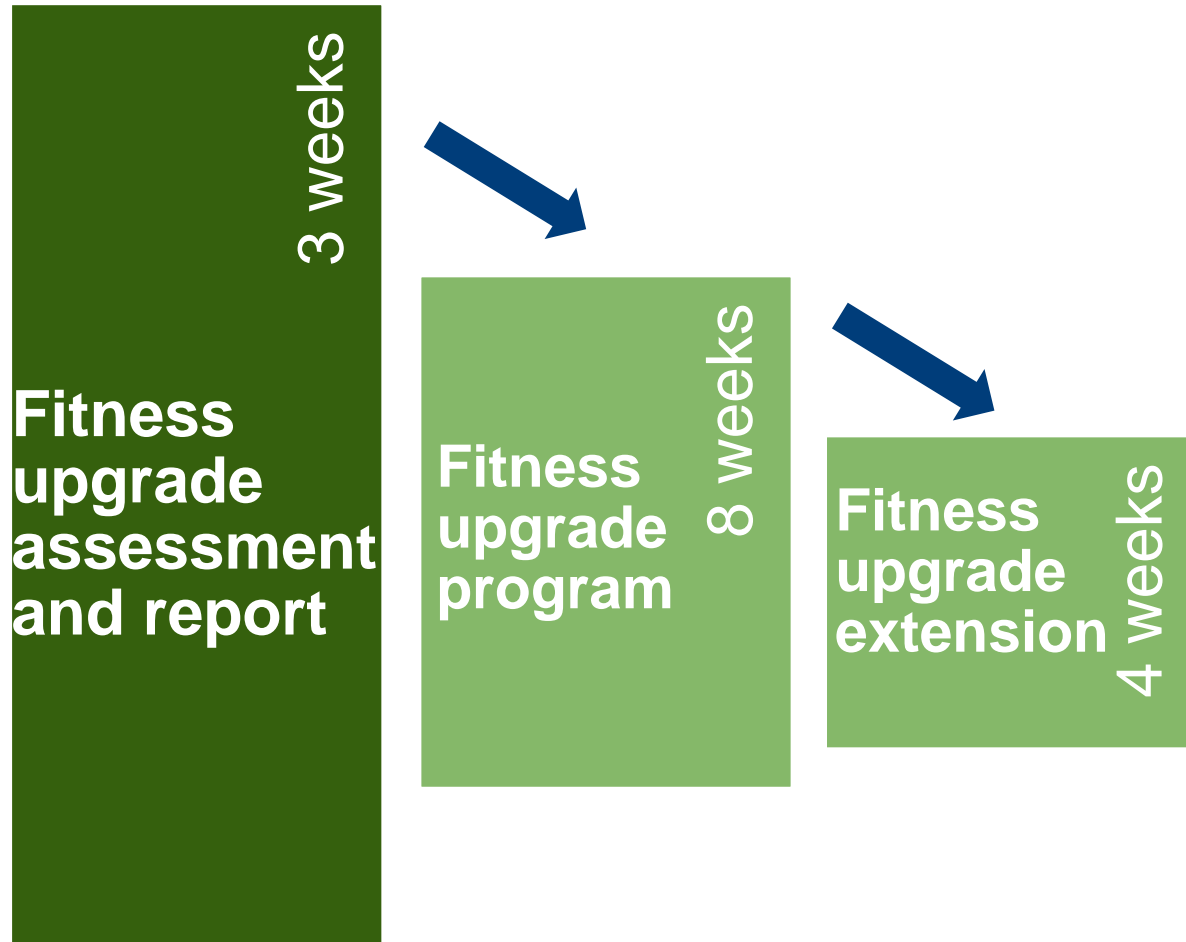 3 weeks
Fitness
upgrade
assessment
and report
8 weeks
Fitness
upgrade
program
4 weeks
Fitness
upgrade
extension